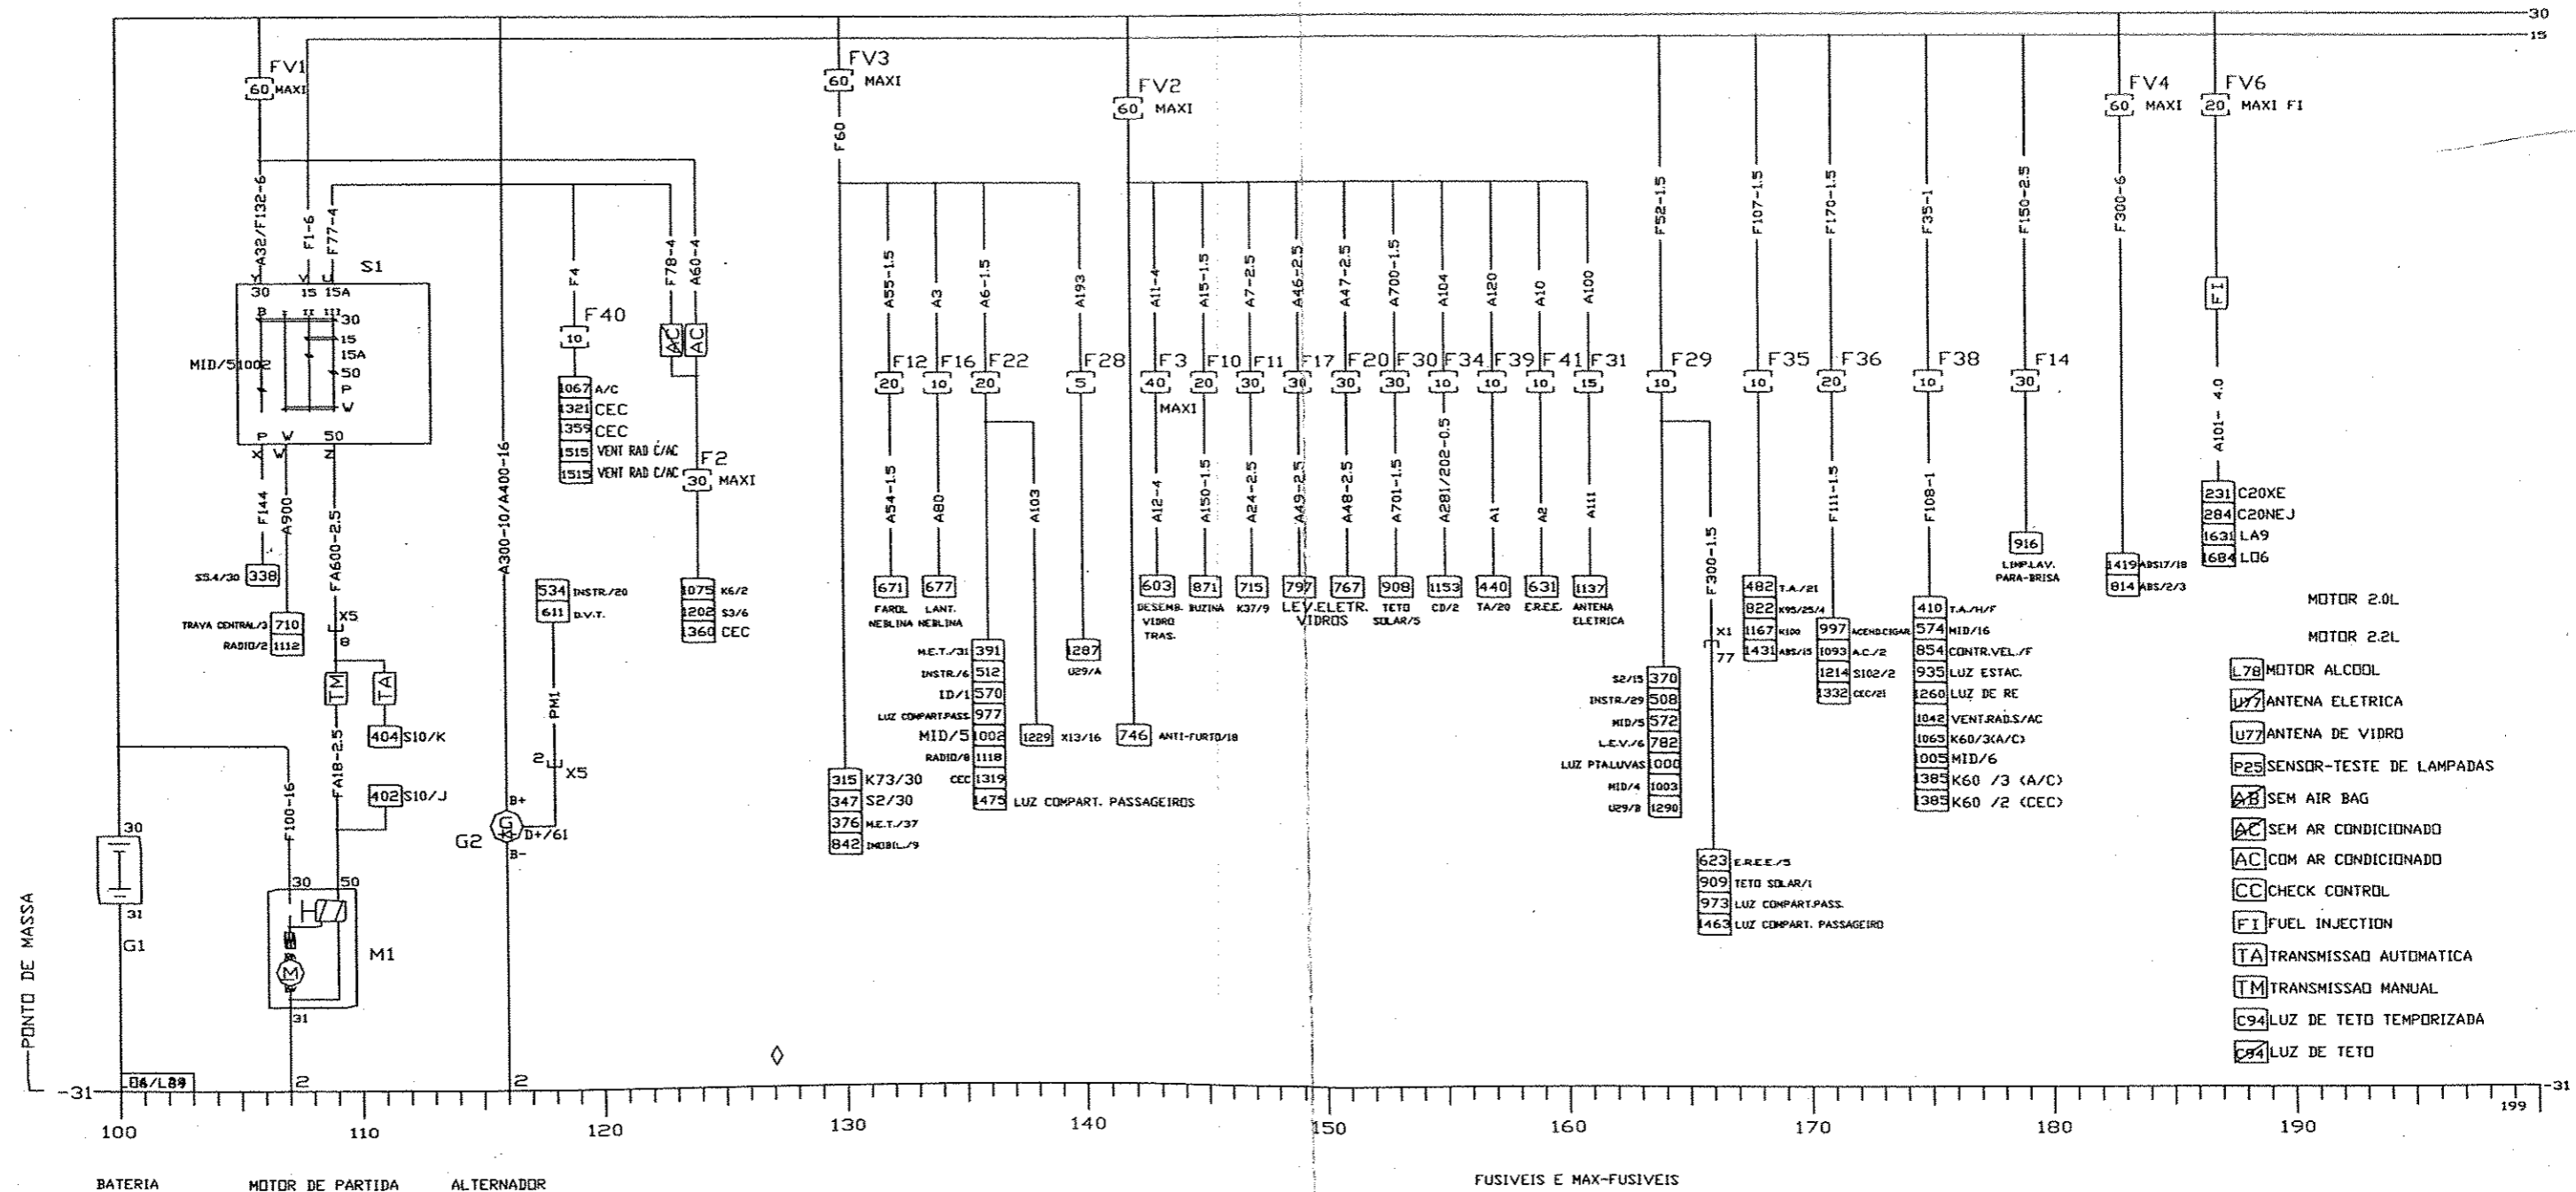 30
15
FV1
60 MAXI
FV3
60 MAXI
FV2
60 MAXI
FV4
60 MAXI
FV6
20 MAXI FI
A32/F132-6
F1-6
F77-4
F4
F78-4
A60-4
F60
A55-1.5
A3
A6-1.5
A193
A11-4
A15-1.5
A7-2.5
A46-2.5
A47-2.5
A700-1.5
A104
A120
A10
A100
F52-1.5
F107-1.5
F170-1.5
F35-1
F150-2.5
F300-6
FI
A101- 4.0
S1
Y V U
30 15 15A
B I II III 30
15
15A
50
P
W
MID/51002
P W 50
X W Z
F40
10
AC AC
1067 A/C
1321 CEC
1359 CEC
1515 VENT RAD C/AC
1515 VENT RAD C/AC
F2
30 MAXI
1075 K6/2
1202 S3/6
1360 CEC
F12
20
F16
10
F22
20
F28
5
F3
40
MAXI
F10
20
F11
30
F17
30
F20
30
F30
30
F34
10
F39
10
F41
10
F31
15
F29
10
F35
10
F36
20
F38
10
F14
30
F144
A900
FA600-2.5
A300-10/A400-16
A54-1.5
A80
A103
A12-4
A150-1.5
A24-2.5
A49-2.5
A48-2.5
A701-1.5
A281/202-0.5
A1
A2
A111
F300-1.5
F111-1.5
F108-1
S5.4/30 338
TRAVA CENTRAL/3 710
RADIO/2 1112
X5
8
TM TA
404 S10/K
402 S10/J
FA18-2.5
F100-16
534 INSTR./20
611 D.V.T.
PM1
2 X5
B+
G
D+/61
B-
G2
30
31
G1
30 50
M
M1
31
671
FAROL
NEBLINA
677
LANT.
NEBLINA
M.E.T./31 391
INSTR./6 512
ID/1 570
LUZ COMPART.PASS. 977
MID/5 1002
RADIO/8 1118
CEC 1319
1475 LUZ COMPART. PASSAGEIROS
1229 X13/16
1287
U29/A
315 K73/30
347 S2/30
376 M.E.T./37
842 IMOBIL./9
746 ANTI-FURTO/18
603
DESEMB.
VIDRO
TRAS.
871
BUZINA
715
K37/9
797 767
LEV.ELETR.
VIDROS
908
TETO
SOLAR/5
1153
CD/2
440
TA/20
631
E.R.E.E.
1137
ANTENA
ELETRICA
S2/15 370
INSTR./29 508
MID/5 572
L.E.V./6 782
LUZ PTALUVAS 1000
MID/4 1003
U29/B 1290
X1
77
623 E.R.E.E./5
909 TETO SOLAR/1
973 LUZ COMPART.PASS.
1463 LUZ COMPART. PASSAGEIRO
482 T.A./21
822 K95/25/4
1167 K100
1431 ABS/15
997 ACEND.CIGAR.
1093 A.C./2
1214 S102/2
1332 CEC/21
410 T.A./H/F
574 MID/16
854 CONTR.VEL./F
935 LUZ ESTAC.
1260 LUZ DE RE
1042 VENT.RAD.S/AC
1065 K60/3(A/C)
1005 MID/6
1385 K60 /3 (A/C)
1385 K60 /2 (CEC)
916
LIMP.LAV.
PARA-BRISA
1419 ABS17/18
814 ABS/2/3
231 C20XE
284 C20NEJ
1631 LA9
1684 L06
MOTOR 2.0L
MOTOR 2.2L
L78 MOTOR ALCOOL
U77 ANTENA ELETRICA
U77 ANTENA DE VIDRO
P25 SENSOR-TESTE DE LAMPADAS
AB SEM AIR BAG
AC SEM AR CONDICIONADO
AC COM AR CONDICIONADO
CC CHECK CONTROL
FI FUEL INJECTION
TA TRANSMISSAO AUTOMATICA
TM TRANSMISSAO MANUAL
C94 LUZ DE TETO TEMPORIZADA
C94 LUZ DE TETO
PONTO DE MASSA
-31 2 2 -31
100 110 120 130 140 150 160 170 180 190 199
BATERIA MOTOR DE PARTIDA ALTERNADOR FUSIVEIS E MAX-FUSIVEIS